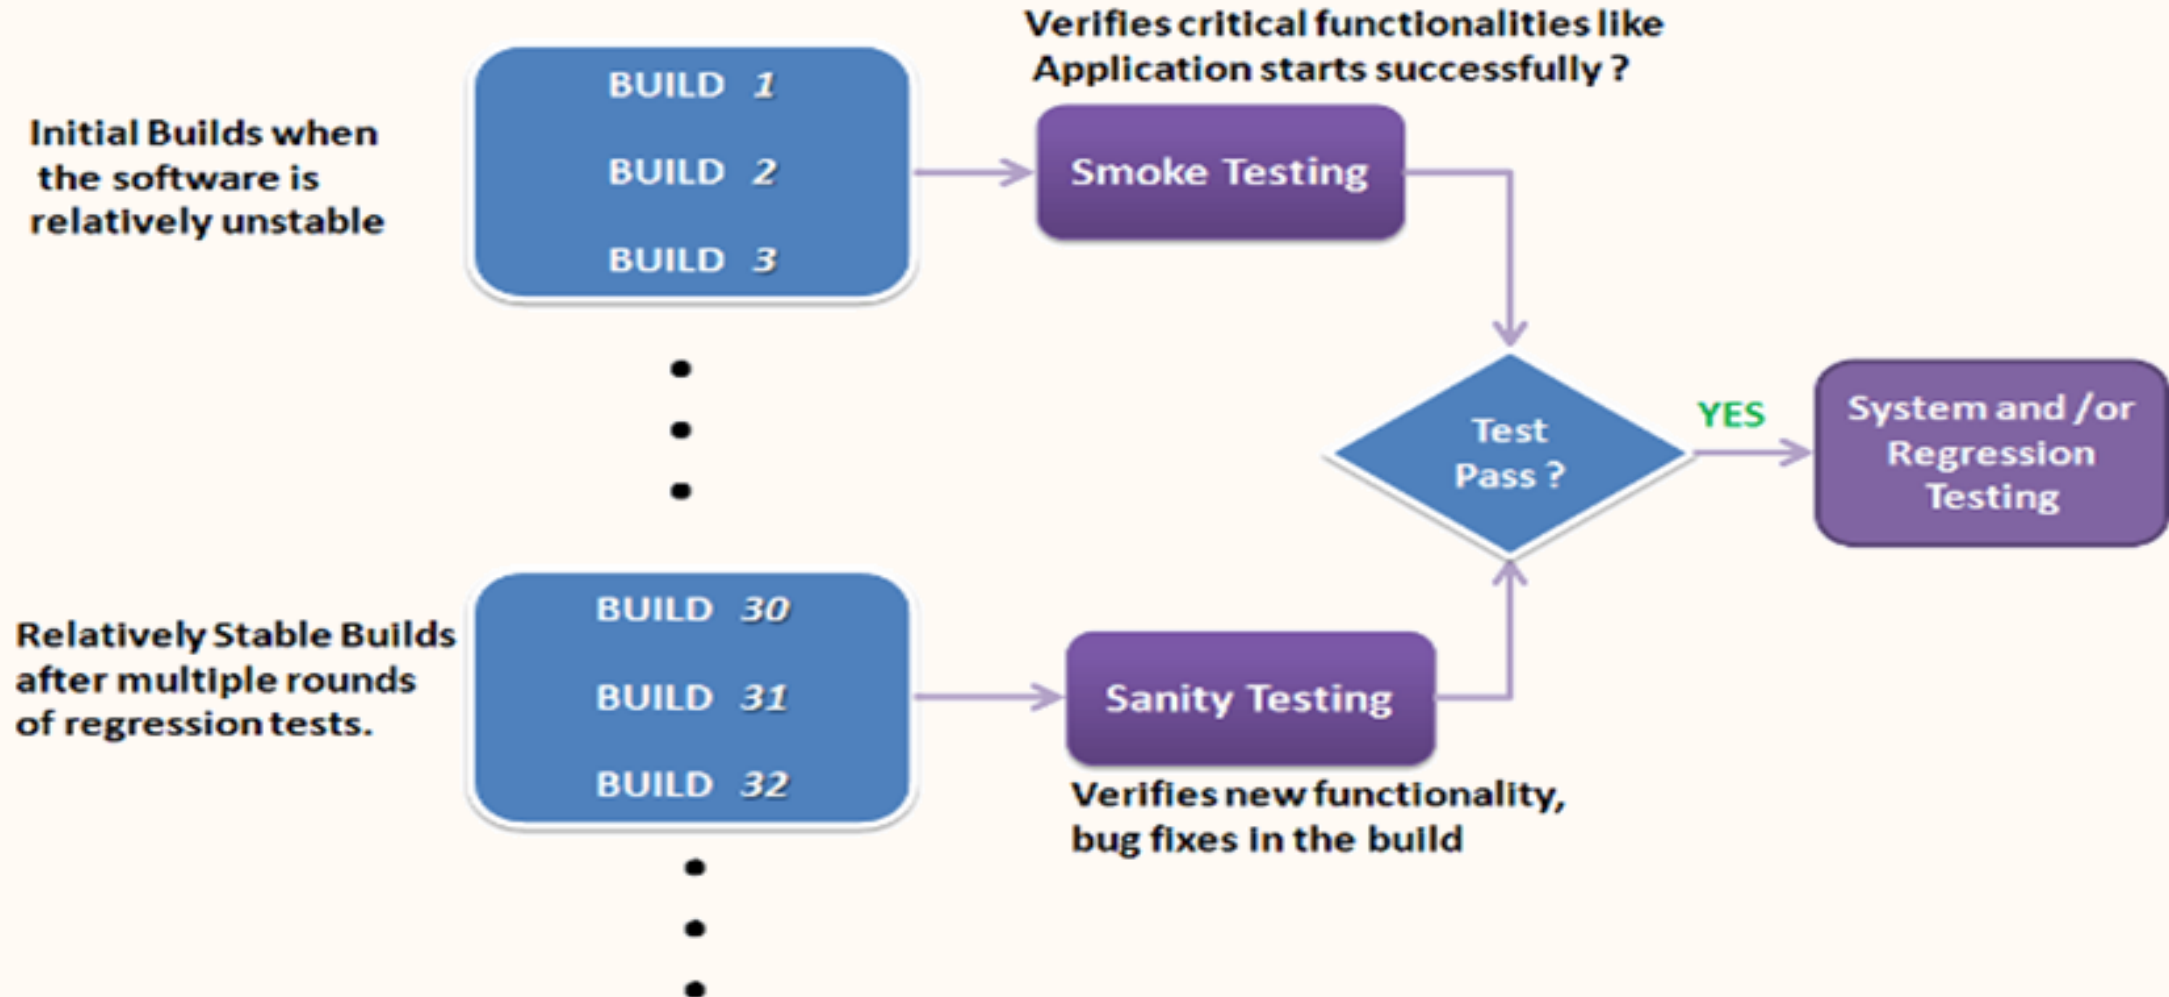 Verifies critical functionalities like
Application starts successfully ?
Initial Builds when
the software is
relatively unstable
BUILD 1
BUILD 2
BUILD 3
Smoke Testing
Test
Pass ?
YES
System and /or
Regression
Testing
Relatively Stable Builds
after multiple rounds
of regression tests.
BUILD 30
BUILD 31
BUILD 32
Sanity Testing
Verifies new functionality,
bug fixes in the build